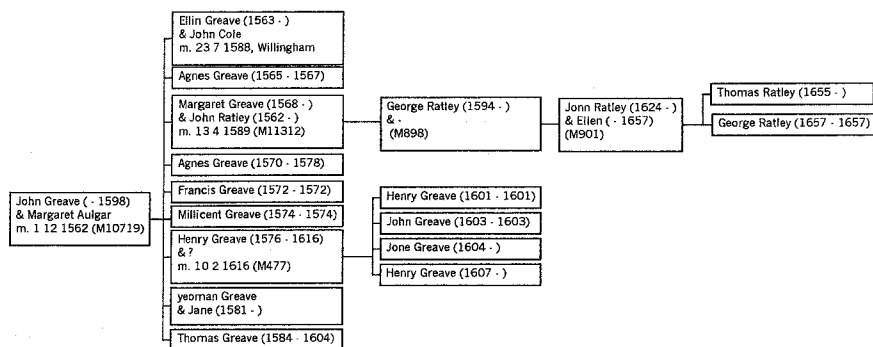 John Greave ( - 1598)
& Margaret Aulgar
m. 1 12 1562 (M10719)
Ellin Greave (1563 - )
& John Cole
m. 23 7 1588, Willingham
Agnes Greave (1565 - 1567)
Margaret Greave (1568 - )
& John Ratley (1562 - )
m. 13 4 1589 (M11312)
George Ratley (1594 - )
& -
(M898)
Jonn Ratley (1624 - )
& Ellen ( - 1657)
(M901)
Thomas Ratley (1655 - )
George Ratley (1657 - 1657)
Agnes Greave (1570 - 1578)
Francis Greave (1572 - 1572)
Millicent Greave (1574 - 1574)
Henry Greave (1576 - 1616)
& ?
m. 10 2 1616 (M477)
Henry Greave (1601 - 1601)
John Greave (1603 - 1603)
Jone Greave (1604 - )
Henry Greave (1607 - )
yeoman Greave
& Jane (1581 - )
Thomas Greave (1584 - 1604)